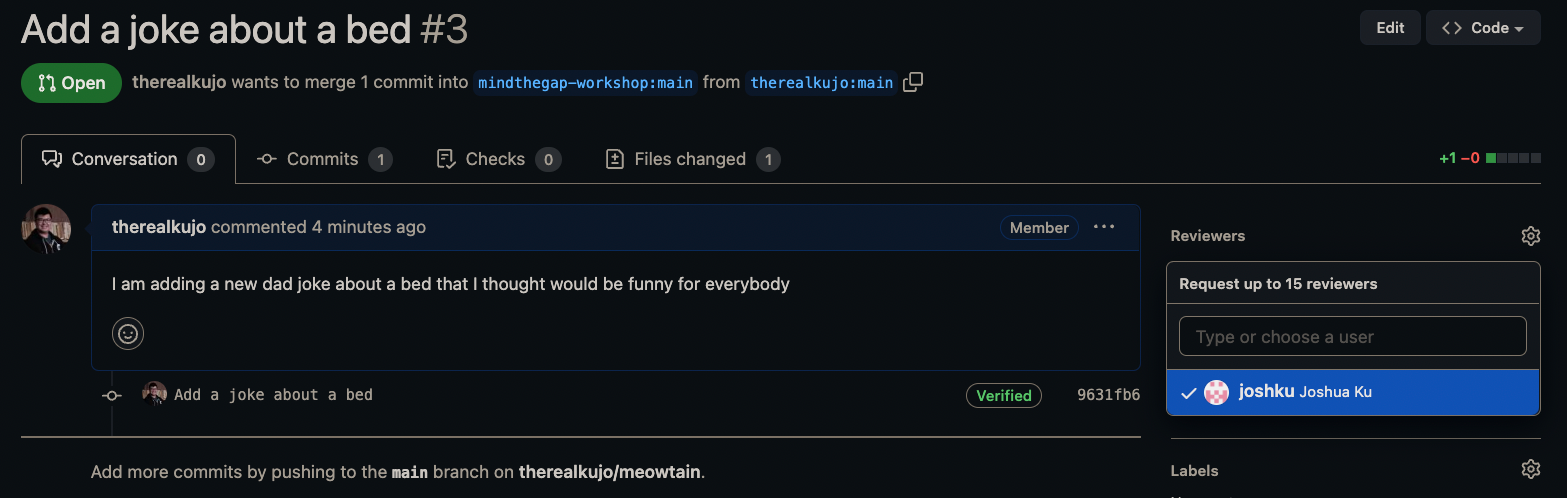 Add a joke about a bed #3
Edit
Code
Open
therealkujo wants to merge 1 commit into mindthegap-workshop:main from therealkujo:main
Conversation 0
Commits 1
Checks 0
Files changed 1
+1 −0
therealkujo commented 4 minutes ago
Member
I am adding a new dad joke about a bed that I thought would be funny for everybody
Add a joke about a bed
Verified
9631fb6
Add more commits by pushing to the main branch on therealkujo/meowtain.
Reviewers
Request up to 15 reviewers
Type or choose a user
joshku Joshua Ku
Labels